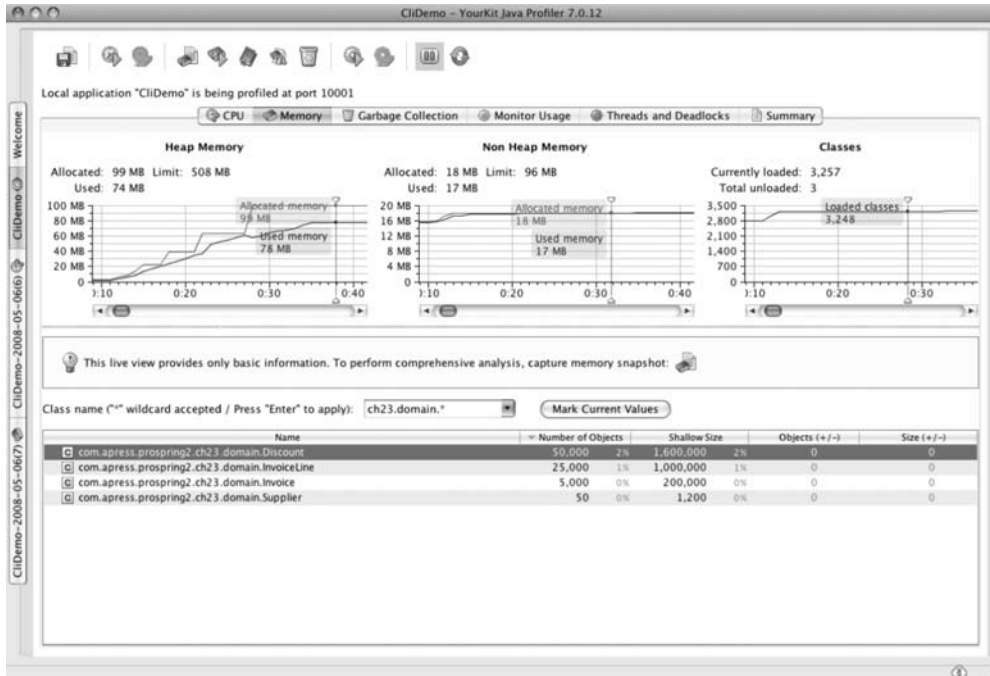 CliDemo – YourKit Java Profiler 7.0.12
Local application "CliDemo" is being profiled at port 10001
Welcome
CliDemo
CliDemo-2008-05-06(6)
CliDemo-2008-05-06(7)
CPU Memory Garbage Collection Monitor Usage Threads and Deadlocks Summary
Heap Memory
Allocated: 99 MB Limit: 508 MB
Used: 74 MB
100 MB
80 MB
60 MB
40 MB
20 MB
0
Allocated memory
99 MB
Used memory
78 MB
):10 0:20 0:30 0:40
Non Heap Memory
Allocated: 18 MB Limit: 96 MB
Used: 17 MB
20 MB
16 MB
12 MB
8 MB
4 MB
0
Allocated memory
18 MB
Used memory
17 MB
):10 0:20 0:30 0:40
Classes
Currently loaded: 3,257
Total unloaded: 3
3,500
2,800
2,100
1,400
700
0
Loaded classes
3,248
):10 0:20 0:30
This live view provides only basic information. To perform comprehensive analysis, capture memory snapshot:
Class name ("*" wildcard accepted / Press "Enter" to apply): ch23.domain.* Mark Current Values
Name Number of Objects Shallow Size Objects (+/-) Size (+/-)
com.apress.prospring2.ch23.domain.Discount 50,000 2% 1,600,000 2% 0 0
com.apress.prospring2.ch23.domain.InvoiceLine 25,000 1% 1,000,000 1% 0 0
com.apress.prospring2.ch23.domain.Invoice 5,000 0% 200,000 0% 0 0
com.apress.prospring2.ch23.domain.Supplier 50 0% 1,200 0% 0 0